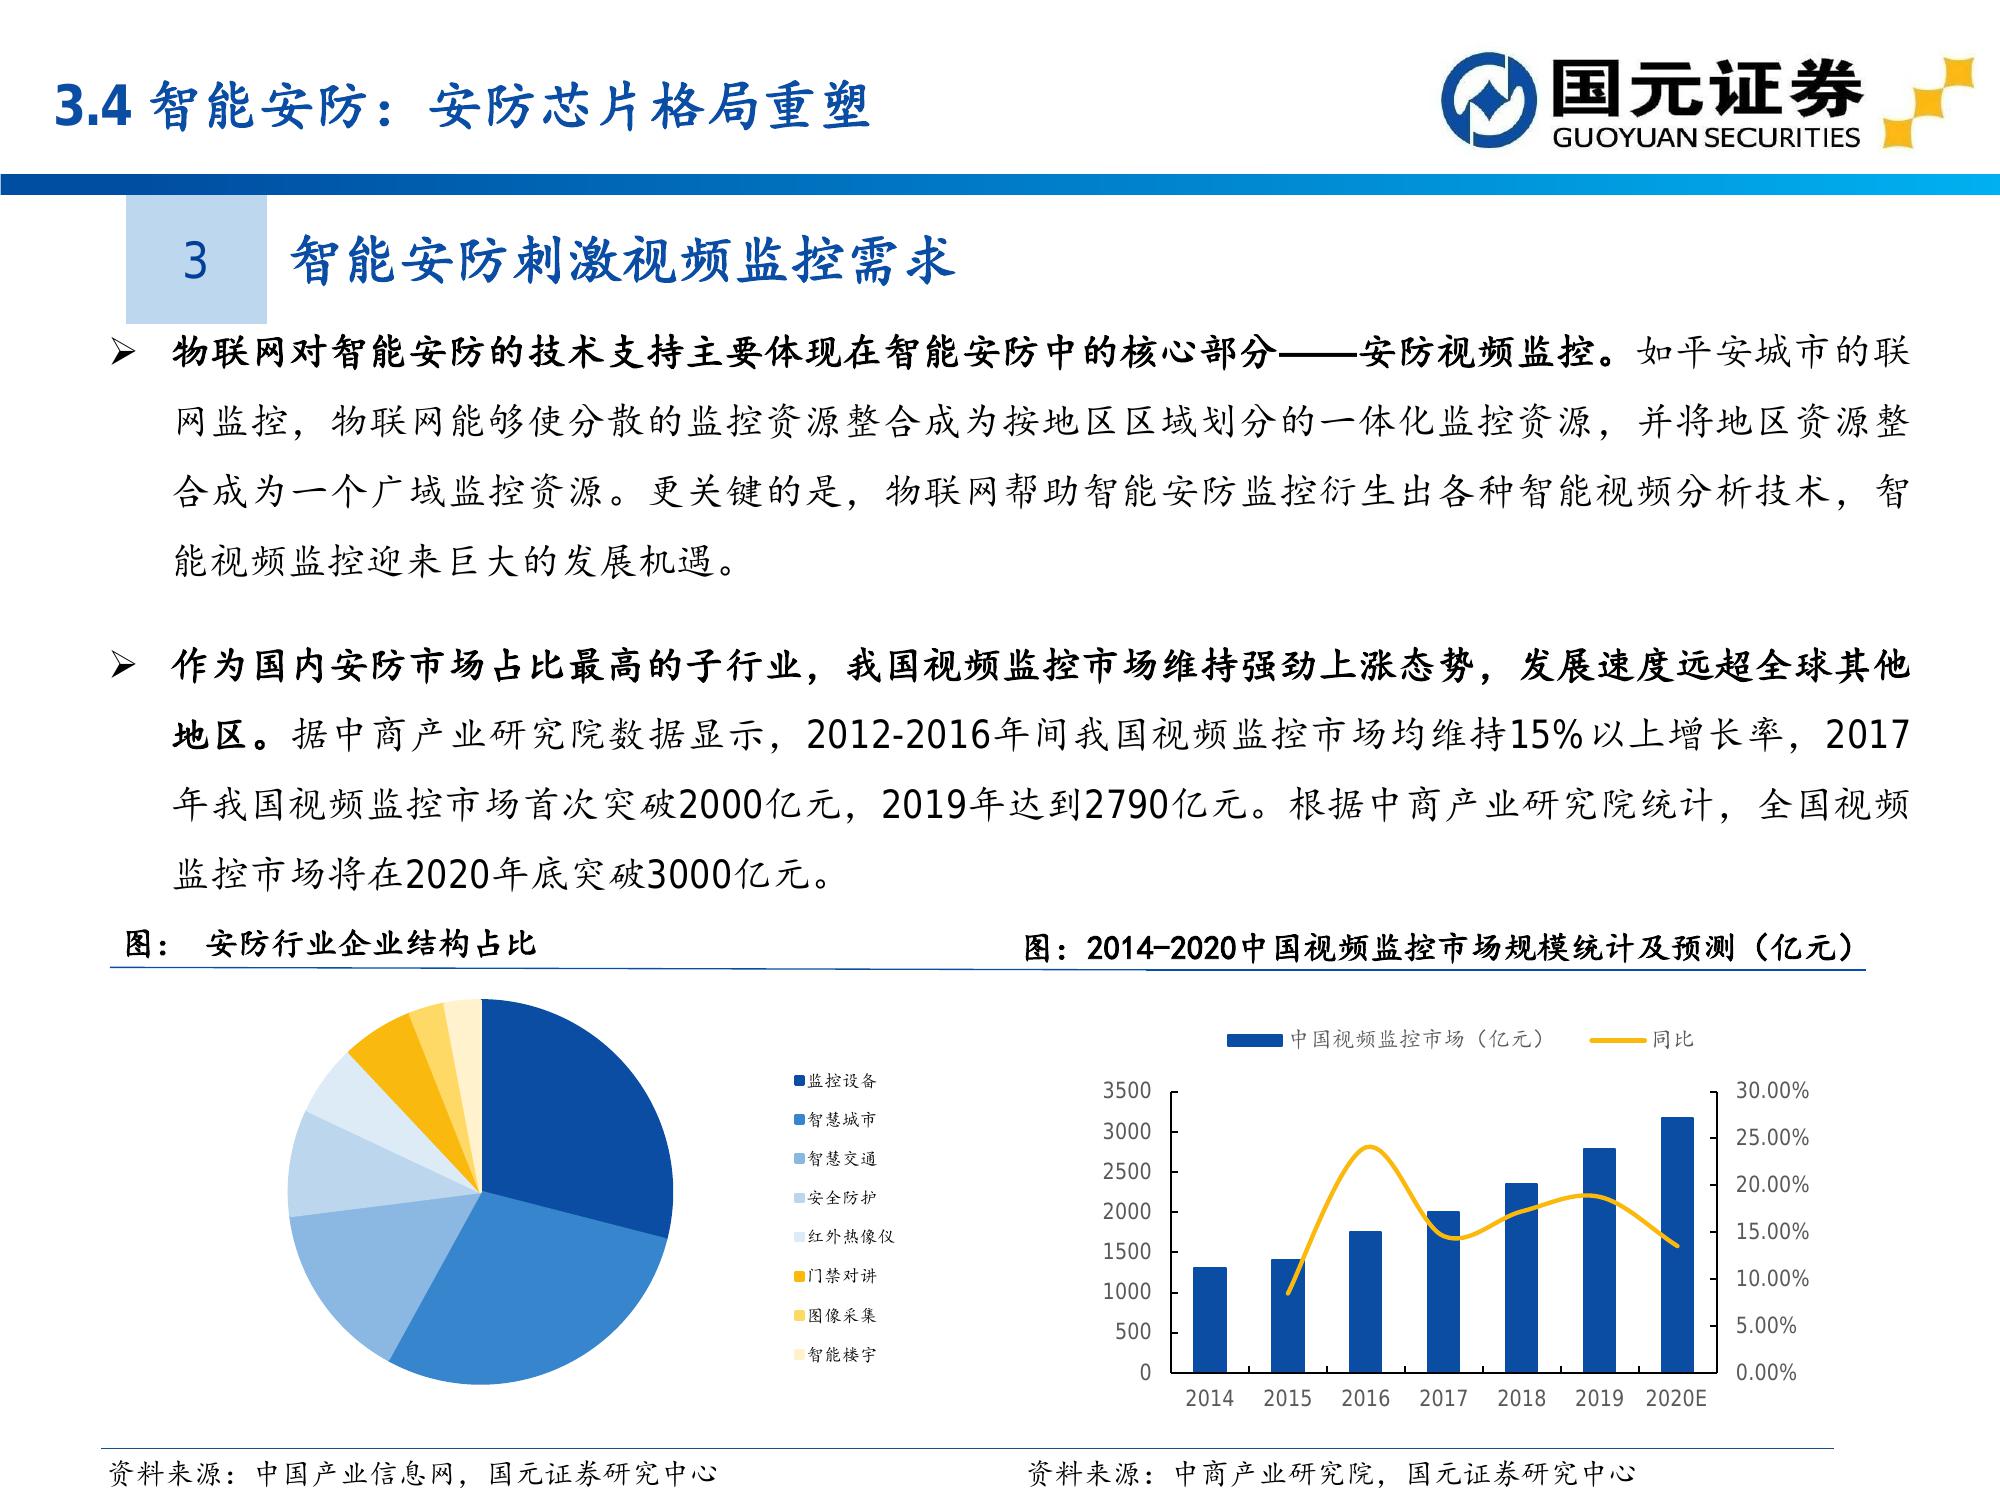 3.4 智能安防：安防芯片格局重塑
国元证券
GUOYUAN SECURITIES
3
智能安防刺激视频监控需求
➢ 物联网对智能安防的技术支持主要体现在智能安防中的核心部分——安防视频监控。如平安城市的联
网监控，物联网能够使分散的监控资源整合成为按地区区域划分的一体化监控资源，并将地区资源整
合成为一个广域监控资源。更关键的是，物联网帮助智能安防监控衍生出各种智能视频分析技术，智
能视频监控迎来巨大的发展机遇。
➢ 作为国内安防市场占比最高的子行业，我国视频监控市场维持强劲上涨态势，发展速度远超全球其他
地区。据中商产业研究院数据显示，2012-2016年间我国视频监控市场均维持15%以上增长率，2017
年我国视频监控市场首次突破2000亿元，2019年达到2790亿元。根据中商产业研究院统计，全国视频
监控市场将在2020年底突破3000亿元。
图： 安防行业企业结构占比
监控设备
智慧城市
智慧交通
安全防护
红外热像仪
门禁对讲
图像采集
智能楼宇
资料来源：中国产业信息网，国元证券研究中心
图：2014-2020中国视频监控市场规模统计及预测（亿元）
中国视频监控市场（亿元） 同比
3500
3000
2500
2000
1500
1000
500
0
30.00%
25.00%
20.00%
15.00%
10.00%
5.00%
0.00%
2014 2015 2016 2017 2018 2019 2020E
资料来源：中商产业研究院，国元证券研究中心